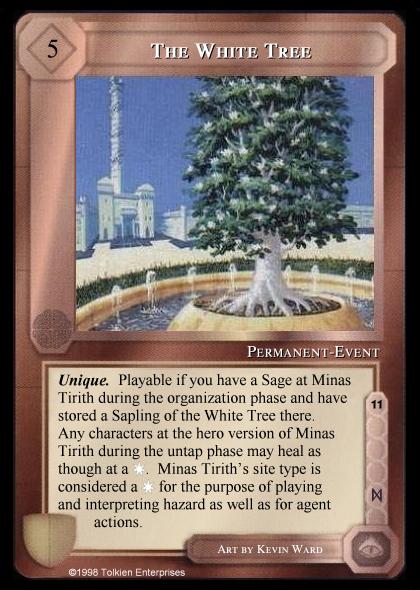 5
The White Tree
Permanent-Event
Unique. Playable if you have a Sage at Minas
Tirith during the organization phase and have
stored a Sapling of the White Tree there.
Any characters at the hero version of Minas
Tirith during the untap phase may heal as
though at a . Minas Tirith's site type is
considered a for the purpose of playing
and interpreting hazard as well as for agent
actions.
11
Art by Kevin Ward
©1998 Tolkien Enterprises